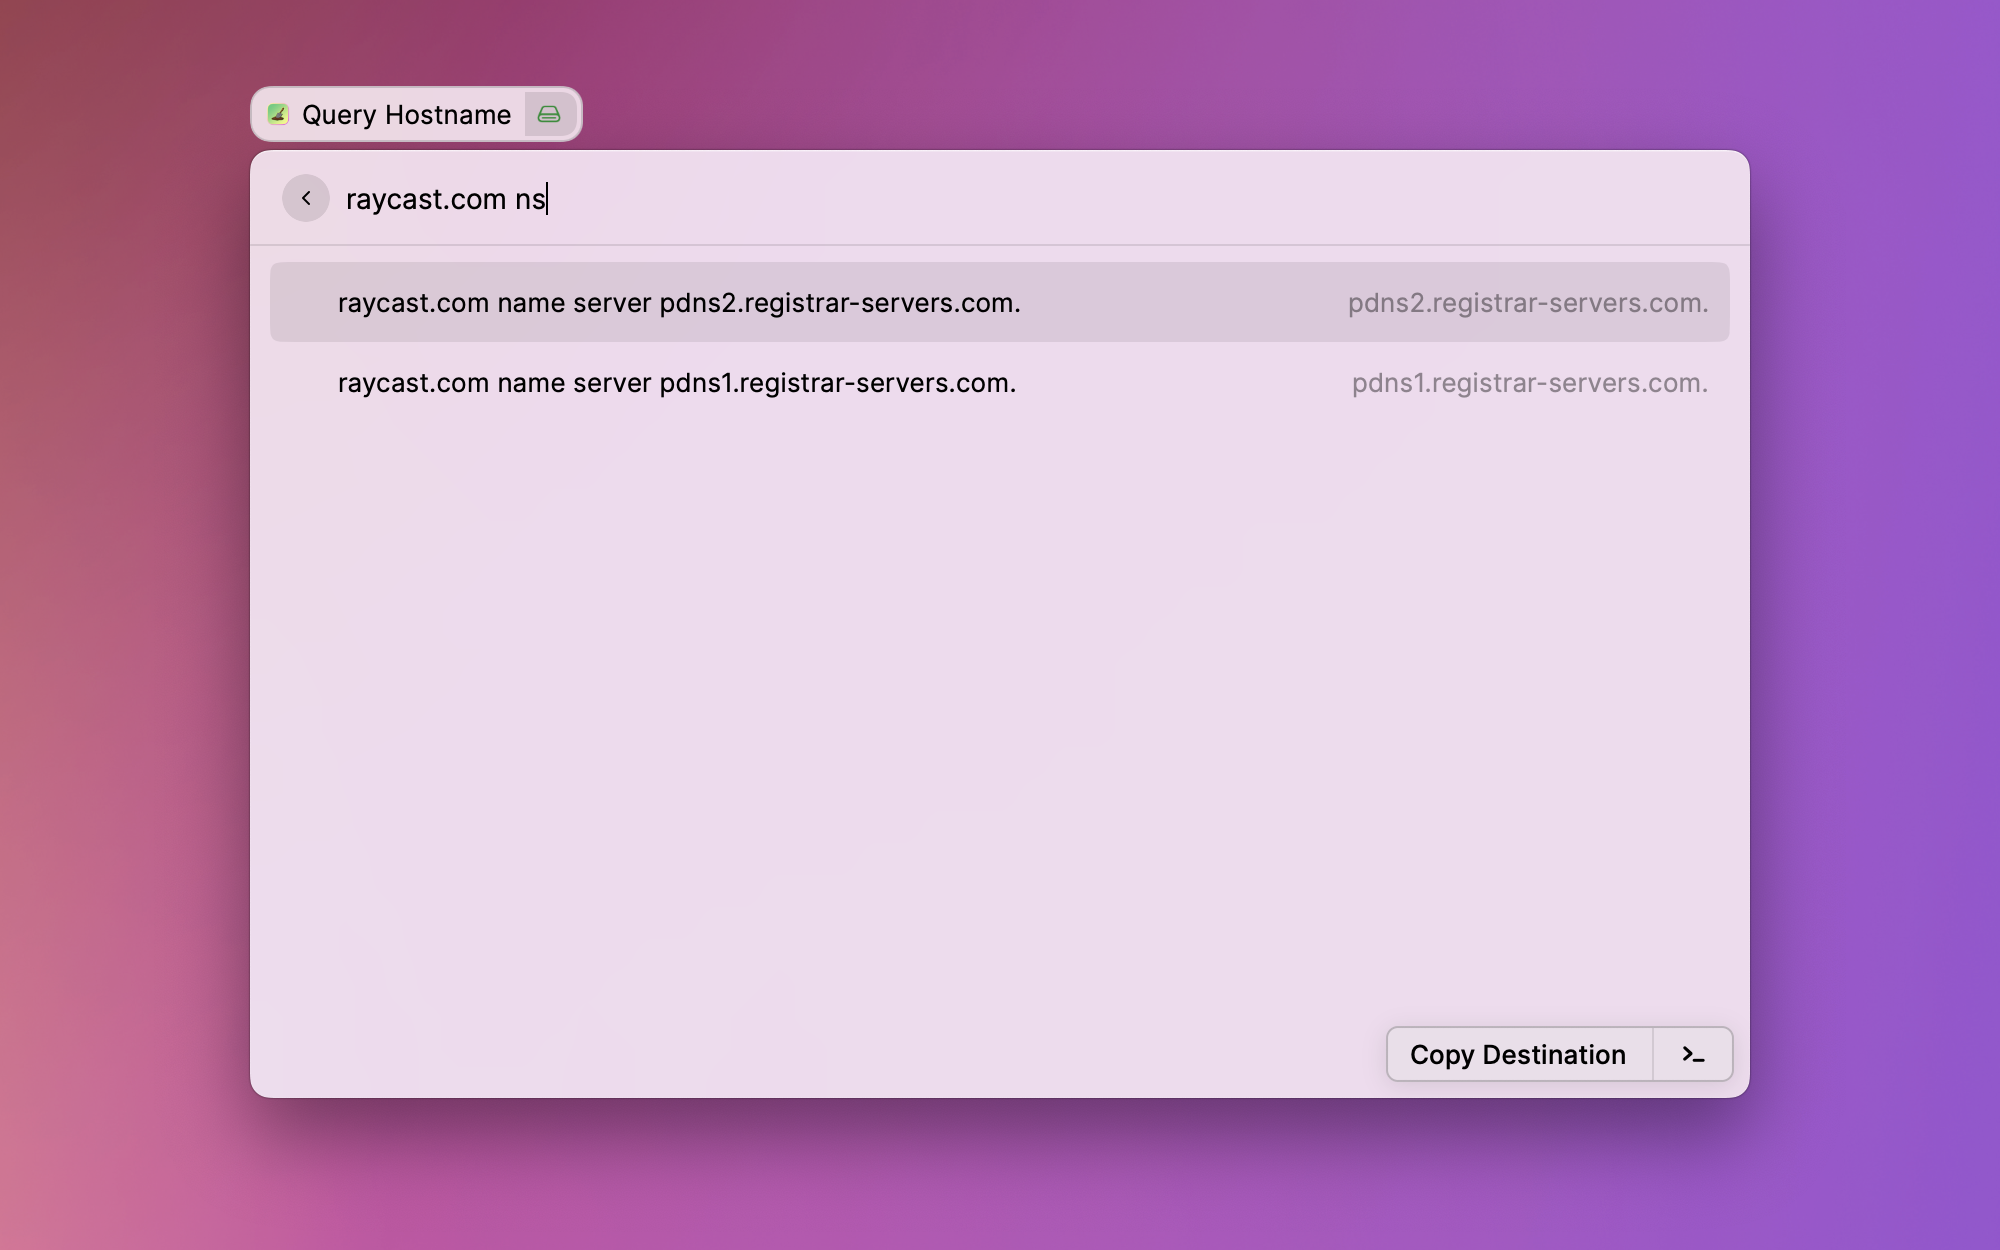 Query Hostname
raycast.com ns
raycast.com name server pdns2.registrar-servers.com. pdns2.registrar-servers.com.
raycast.com name server pdns1.registrar-servers.com. pdns1.registrar-servers.com.
Copy Destination